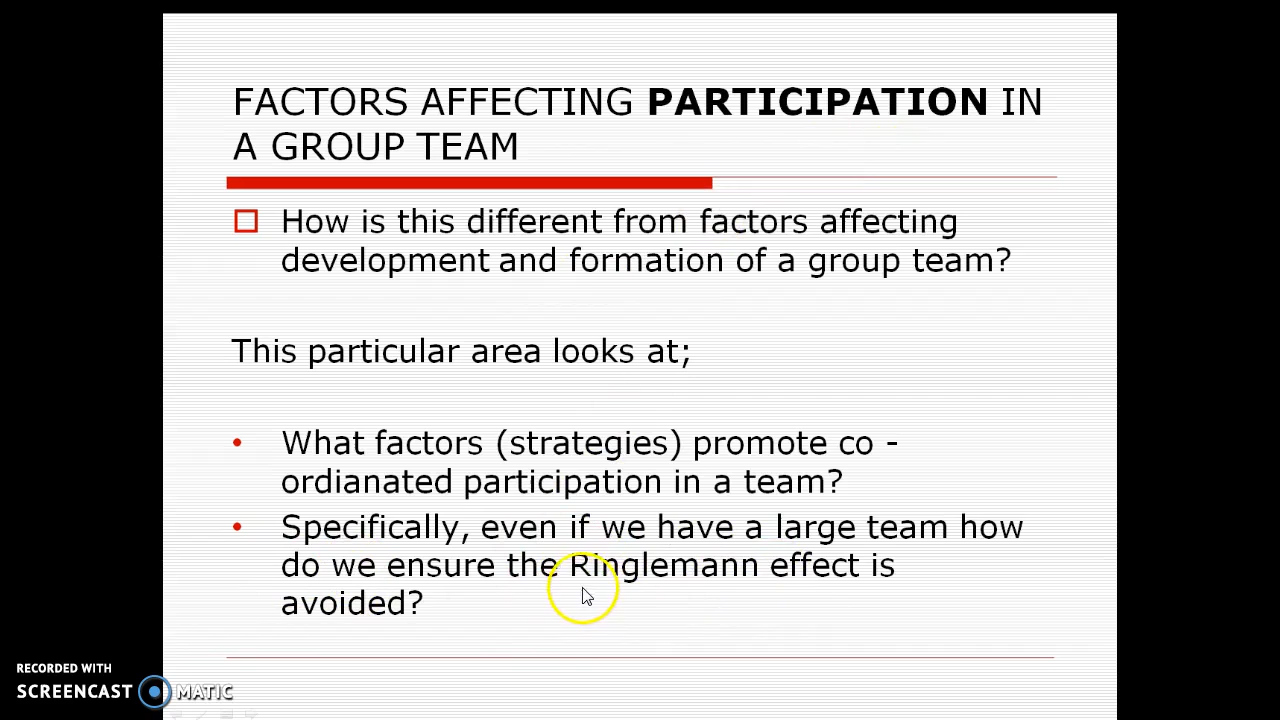 FACTORS AFFECTING PARTICIPATION IN
A GROUP TEAM
How is this different from factors affecting
development and formation of a group team?
This particular area looks at;
• What factors (strategies) promote co -
ordianated participation in a team?
• Specifically, even if we have a large team how
do we ensure the Ringlemann effect is
avoided?
RECORDED WITH
SCREENCAST MATIC